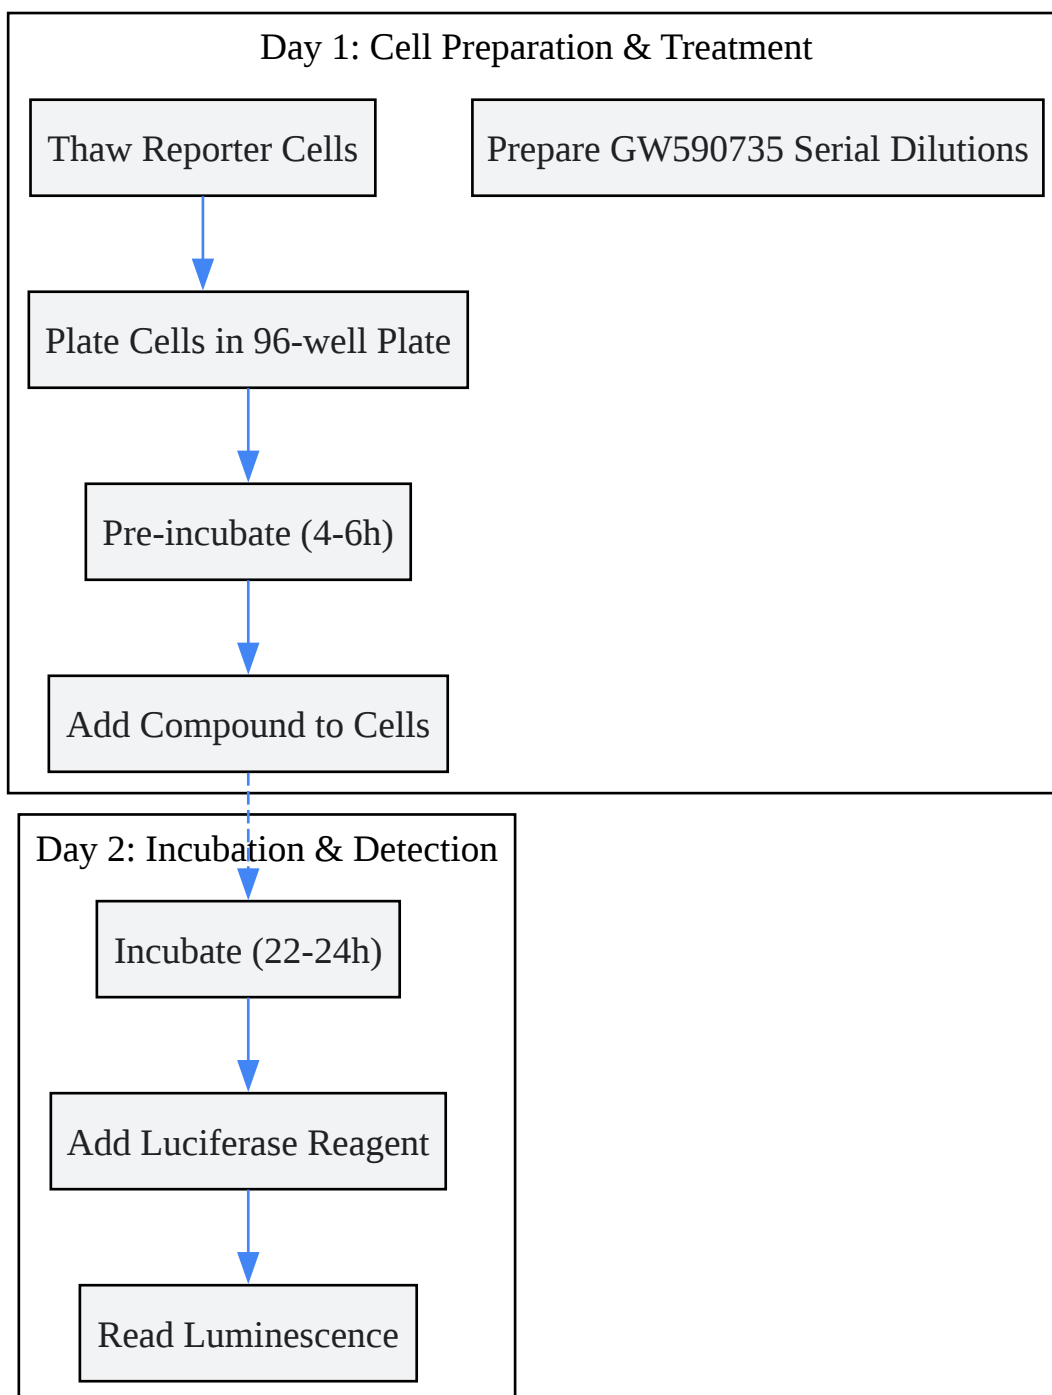 Day 1: Cell Preparation & Treatment
Thaw Reporter Cells
Prepare GW590735 Serial Dilutions
Plate Cells in 96-well Plate
Pre-incubate (4-6h)
Add Compound to Cells
Day 2: Incubation & Detection
Incubate (22-24h)
Add Luciferase Reagent
Read Luminescence